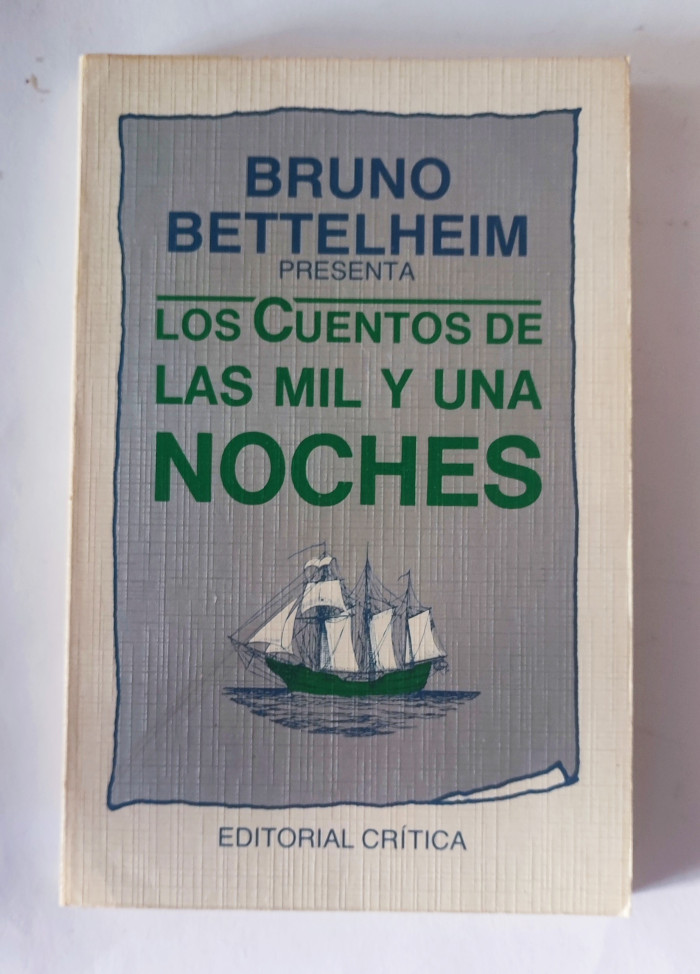 BRUNO
BETTELHEIM
PRESENTA
LOS CUENTOS DE
LAS MIL Y UNA
NOCHES
EDITORIAL CRÍTICA